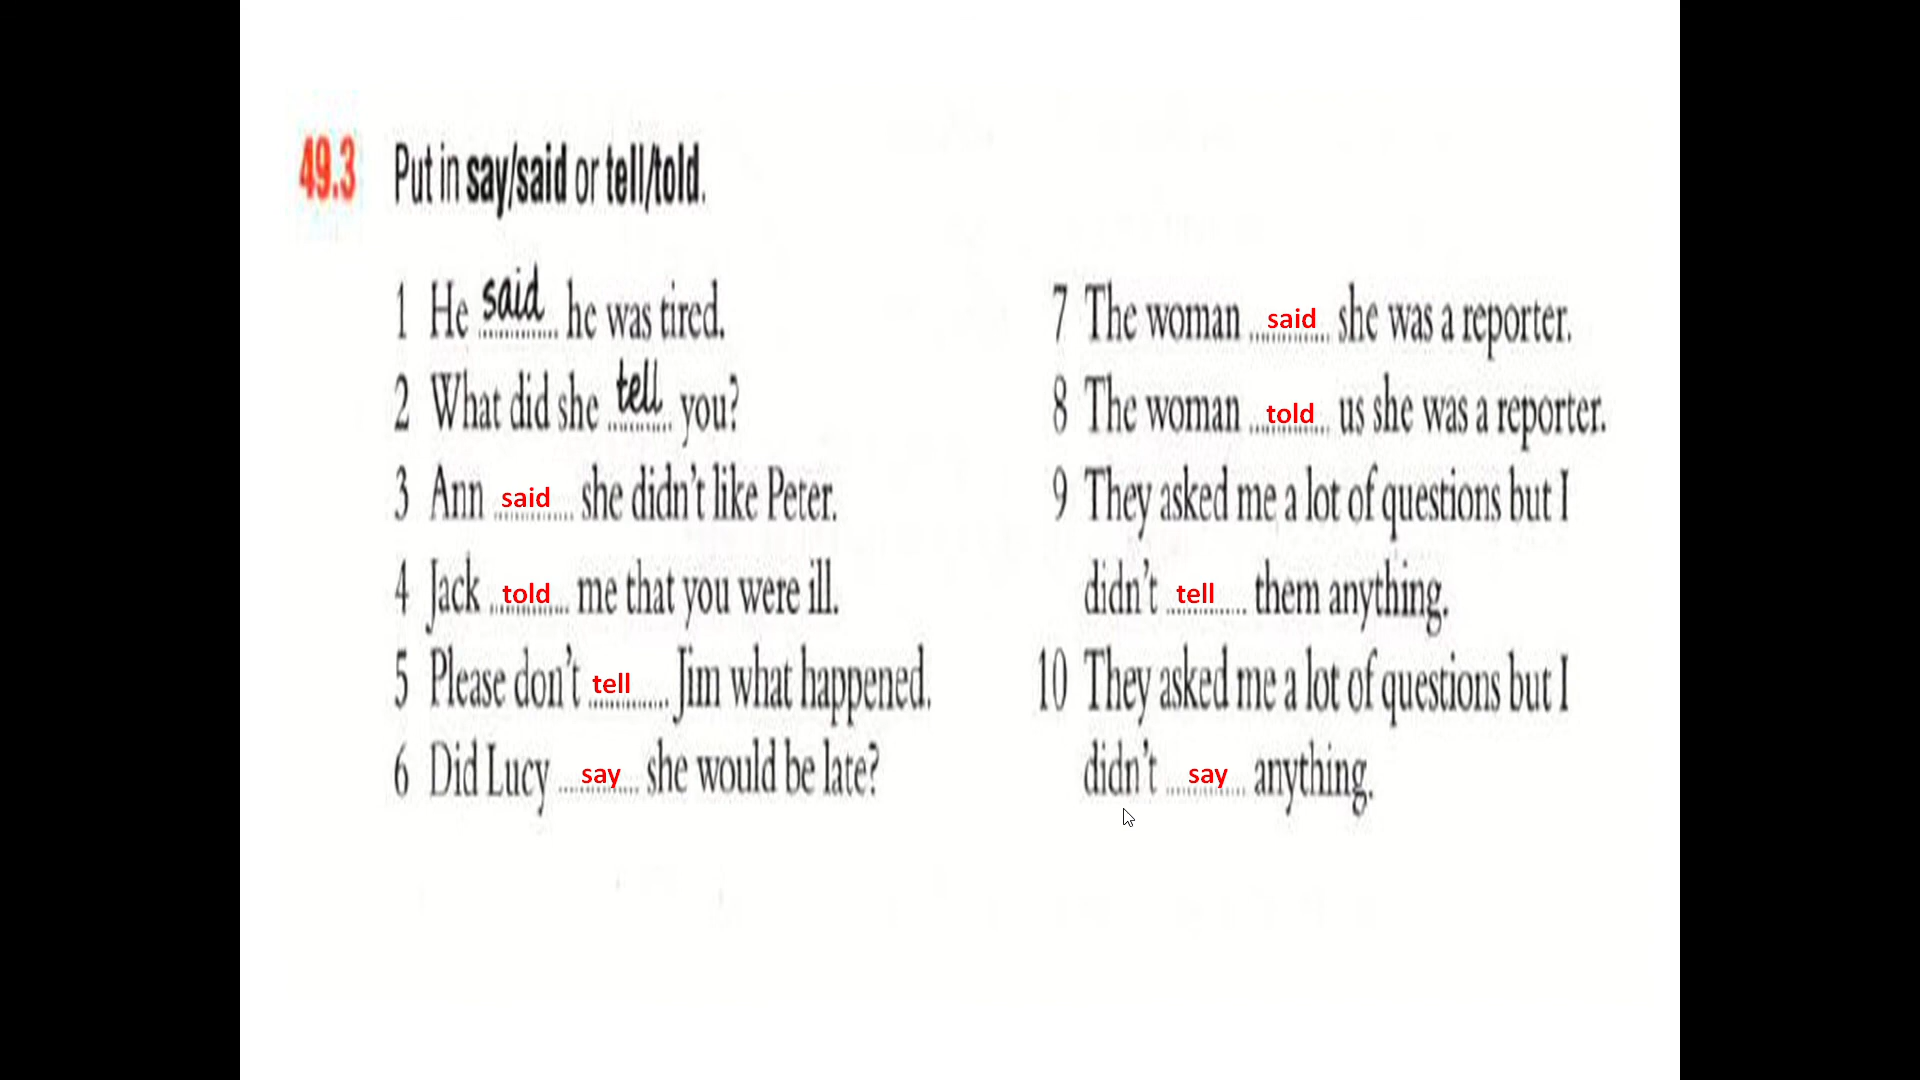 49.3 Put in say/said or tell/told.
1 He said he was tired.
2 What did she tell you?
3 Ann said she didn't like Peter.
4 Jack told me that you were ill.
5 Please don't tell Jim what happened.
6 Did Lucy say she would be late?
7 The woman said she was a reporter.
8 The woman told us she was a reporter.
9 They asked me a lot of questions but I
didn't tell them anything.
10 They asked me a lot of questions but I
didn't say anything.